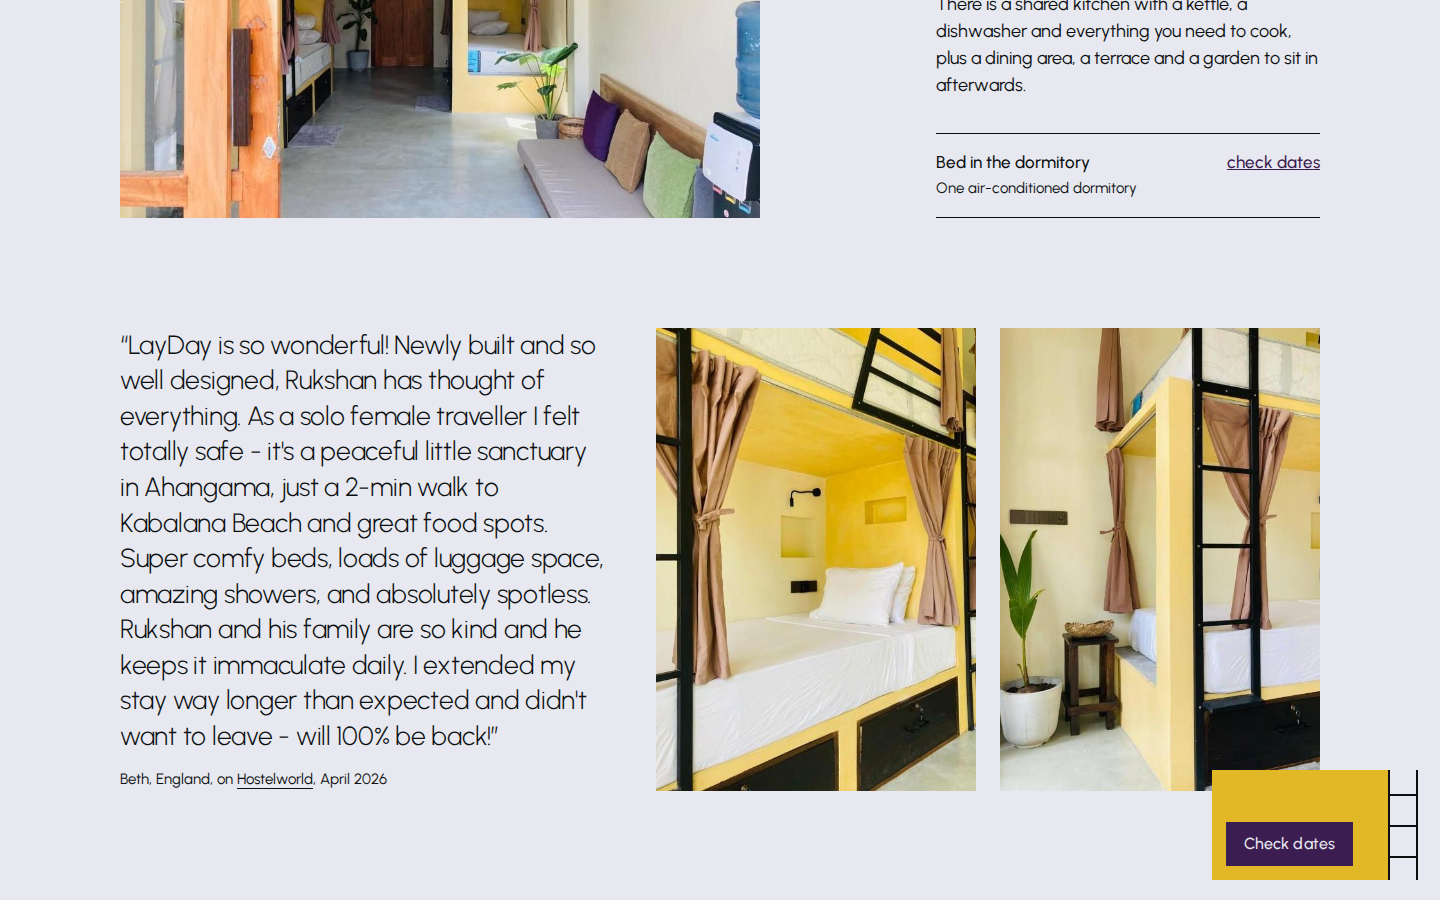 There is a shared kitchen with a kettle, a
dishwasher and everything you need to cook,
plus a dining area, a terrace and a garden to sit in
afterwards.
Bed in the dormitory
check dates
One air-conditioned dormitory
“LayDay is so wonderful! Newly built and so
well designed, Rukshan has thought of
everything. As a solo female traveller I felt
totally safe - it's a peaceful little sanctuary
in Ahangama, just a 2-min walk to
Kabalana Beach and great food spots.
Super comfy beds, loads of luggage space,
amazing showers, and absolutely spotless.
Rukshan and his family are so kind and he
keeps it immaculate daily. I extended my
stay way longer than expected and didn't
want to leave - will 100% be back!”
Beth, England, on Hostelworld, April 2026
Check dates